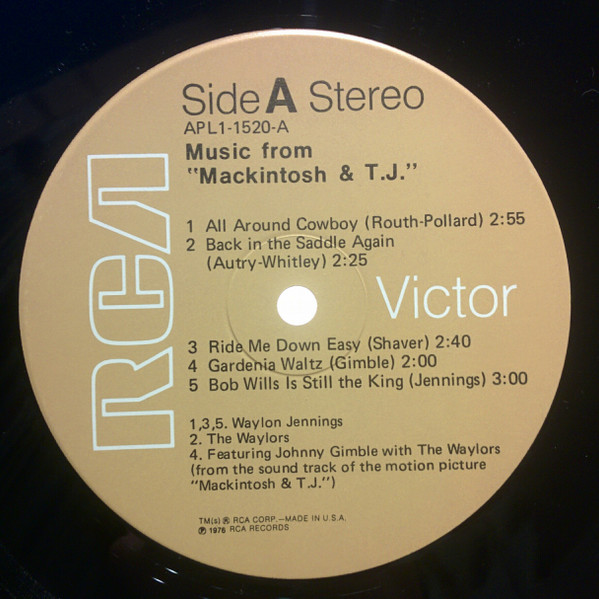 Side A Stereo
APL1-1520-A
Music from
"Mackintosh & T.J."
1 All Around Cowboy (Routh-Pollard) 2:55
2 Back in the Saddle Again
(Autry-Whitley) 2:25
RCA
Victor
3 Ride Me Down Easy (Shaver) 2:40
4 Gardenia Waltz (Gimble) 2:00
5 Bob Wills Is Still the King (Jennings) 3:00
1,3,5. Waylon Jennings
2. The Waylors
4. Featuring Johnny Gimble with The Waylors
(from the sound track of the motion picture
"Mackintosh & T.J.")
TM(s) ® RCA CORP.—MADE IN U.S.A.
℗ 1976 RCA RECORDS